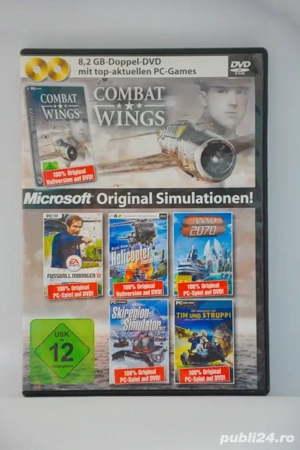 8,2 GB-Doppel-DVD
mit top-aktuellen PC-Games
DVD
COMBAT
WINGS
COMBAT
WINGS
100% Original
Vollversion auf DVD!
Microsoft Original Simulationen!
EA
FUSSBALL MANAGER
100% Original
PC-Spiel auf DVD!
Helicopter
100% Original
Vollversion auf DVD!
ANNO
2070
100% Original
PC-Spiel auf DVD!
USK
12
Skiregion
Simulator
100% Original
PC-Spiel auf DVD!
TIM UND STRUPPI
100% Original
PC-Spiel auf DVD!
publi24.ro